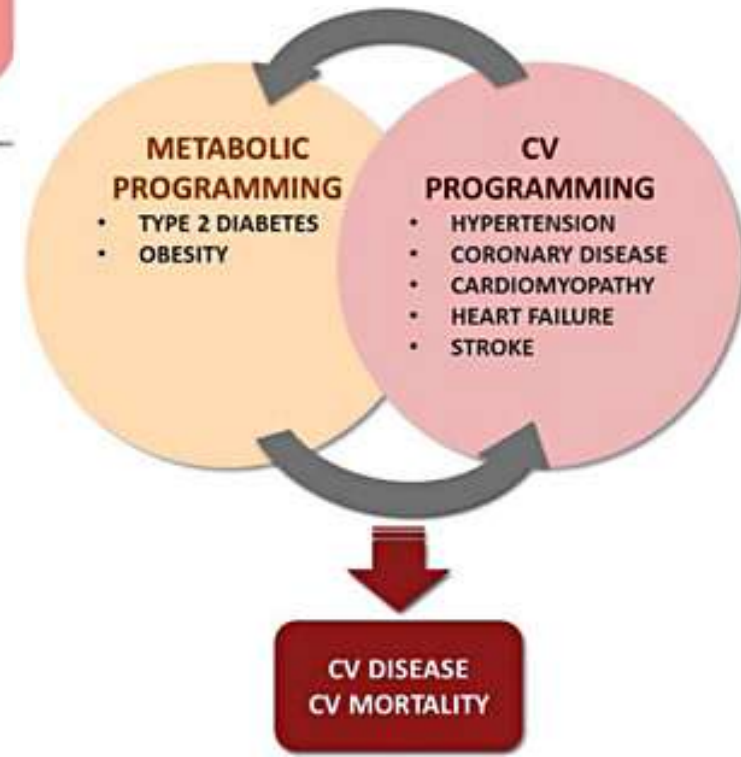 METABOLIC
PROGRAMMING
• TYPE 2 DIABETES
• OBESITY
CV
PROGRAMMING
• HYPERTENSION
• CORONARY DISEASE
• CARDIOMYOPATHY
• HEART FAILURE
• STROKE
CV DISEASE
CV MORTALITY